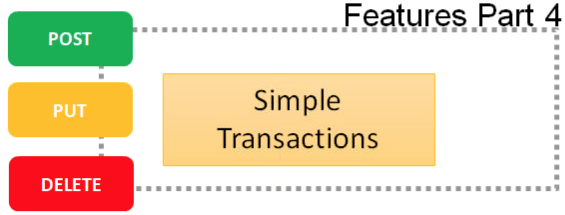 Features Part 4
POST
PUT
DELETE
Simple
Transactions